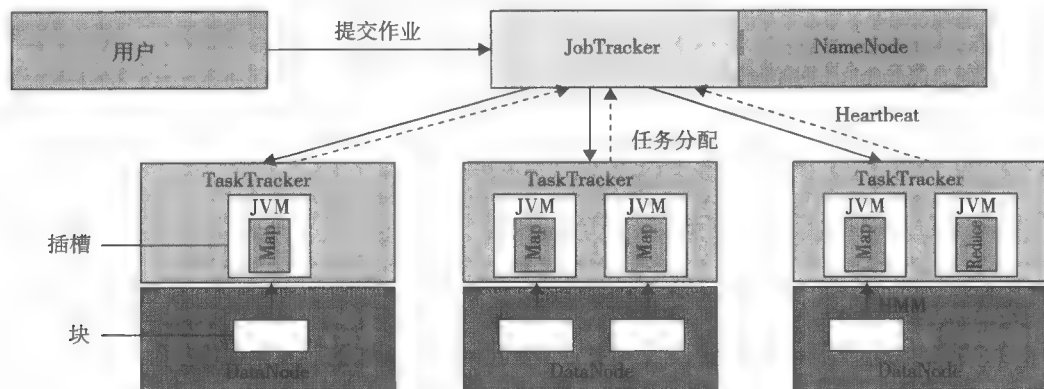 用户
提交作业
JobTracker
NameNode
Heartbeat
任务分配
TaskTracker
TaskTracker
TaskTracker
JVM
JVM
JVM
JVM
JVM
插槽
Map
Map
Map
Map
Reduce
HMM
块
DataNode
DataNode
DataNode